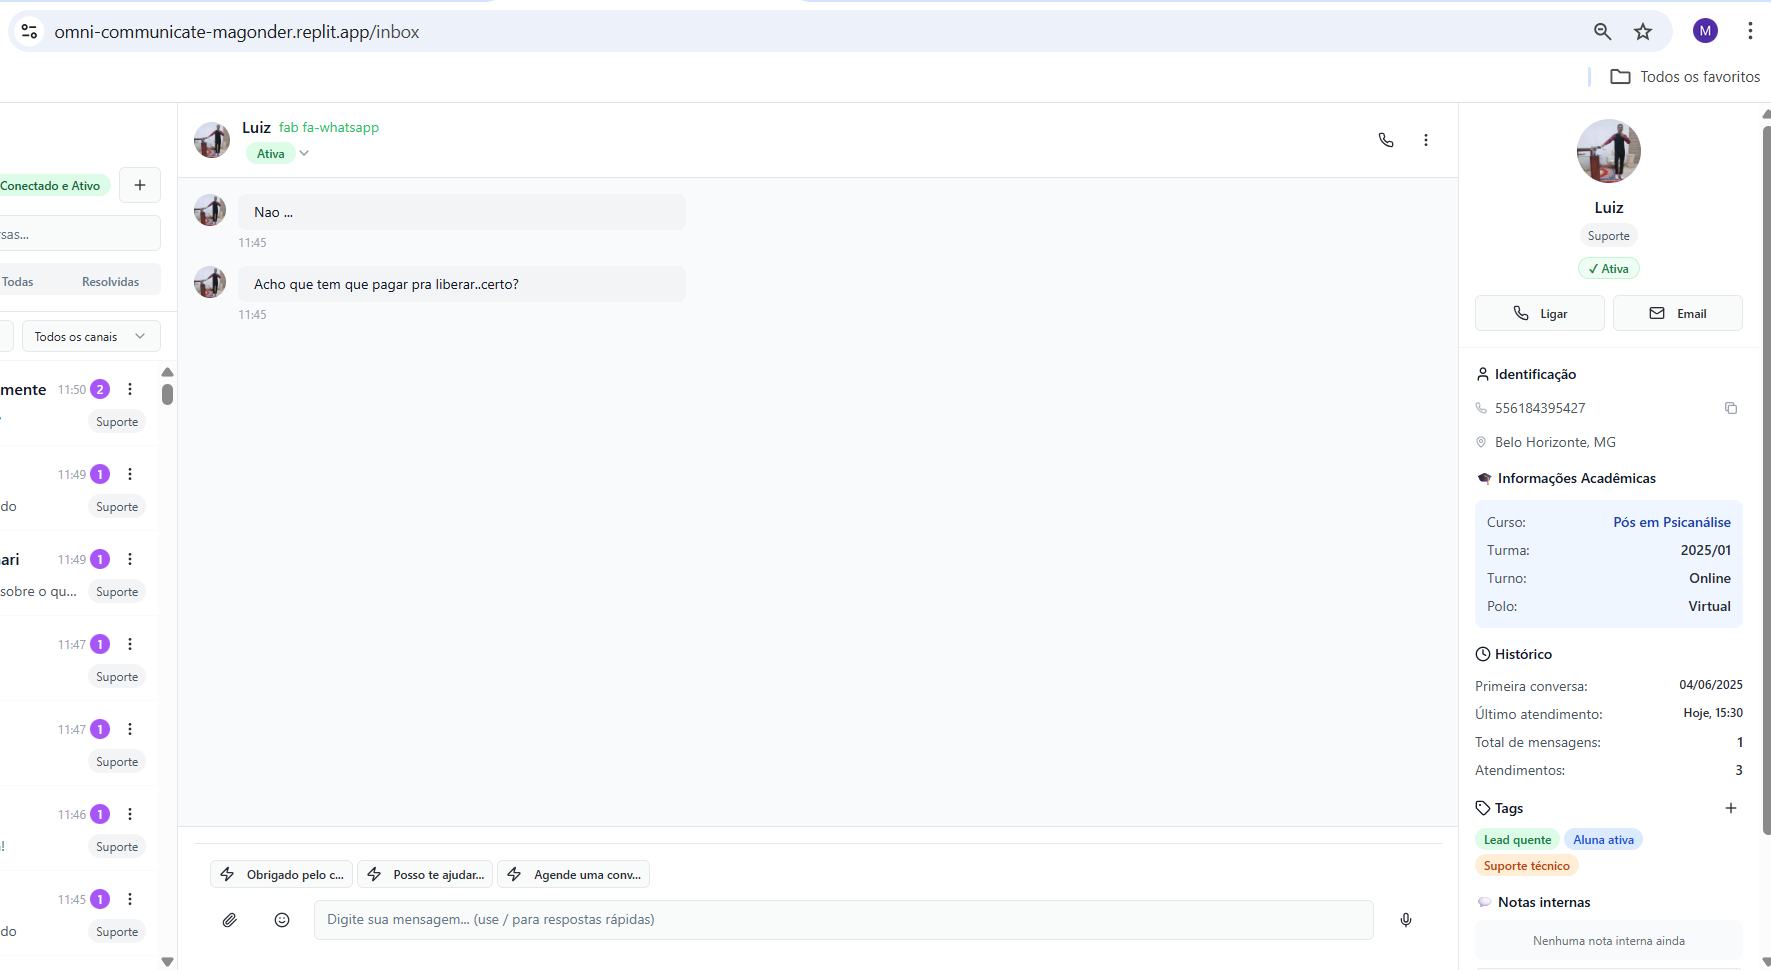 omni-communicate-magonder.replit.app/inbox
M
Todos os favoritos
Conectado e Ativo
+
sas...
Todas
Resolvidas
Todos os canais
mente
11:50
2
Suporte
11:49
1
do
Suporte
ari
11:49
1
sobre o qu...
Suporte
11:47
1
Suporte
11:47
1
Suporte
11:46
1
!
Suporte
11:45
1
do
Suporte
Luiz fab fa-whatsapp
Ativa
Nao ...
11:45
Acho que tem que pagar pra liberar..certo?
11:45
Obrigado pelo c...
Posso te ajudar...
Agende uma conv...
Digite sua mensagem... (use / para respostas rápidas)
Luiz
Suporte
✓ Ativa
Ligar
Email
Identificação
556184395427
Belo Horizonte, MG
Informações Acadêmicas
Curso: Pós em Psicanálise
Turma: 2025/01
Turno: Online
Polo: Virtual
Histórico
Primeira conversa: 04/06/2025
Último atendimento: Hoje, 15:30
Total de mensagens: 1
Atendimentos: 3
Tags
+
Lead quente
Aluna ativa
Suporte técnico
Notas internas
Nenhuma nota interna ainda